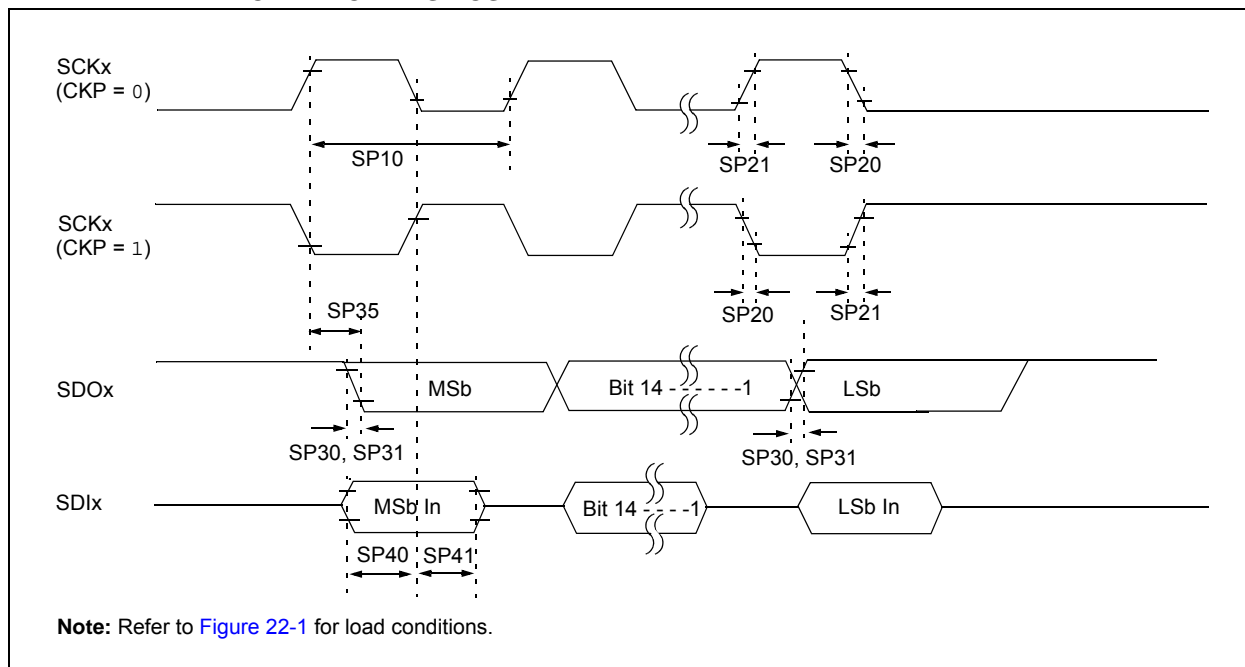 SCKx
(CKP = 0)
SP10
SP21
SP20
SCKx
(CKP = 1)
SP35
SP20
SP21
SDOx
MSb
Bit 14 - - - - - -1
LSb
SP30, SP31
SP30, SP31
SDIx
MSb In
Bit 14 - - - -1
LSb In
SP40
SP41
Note: Refer to Figure 22-1 for load conditions.